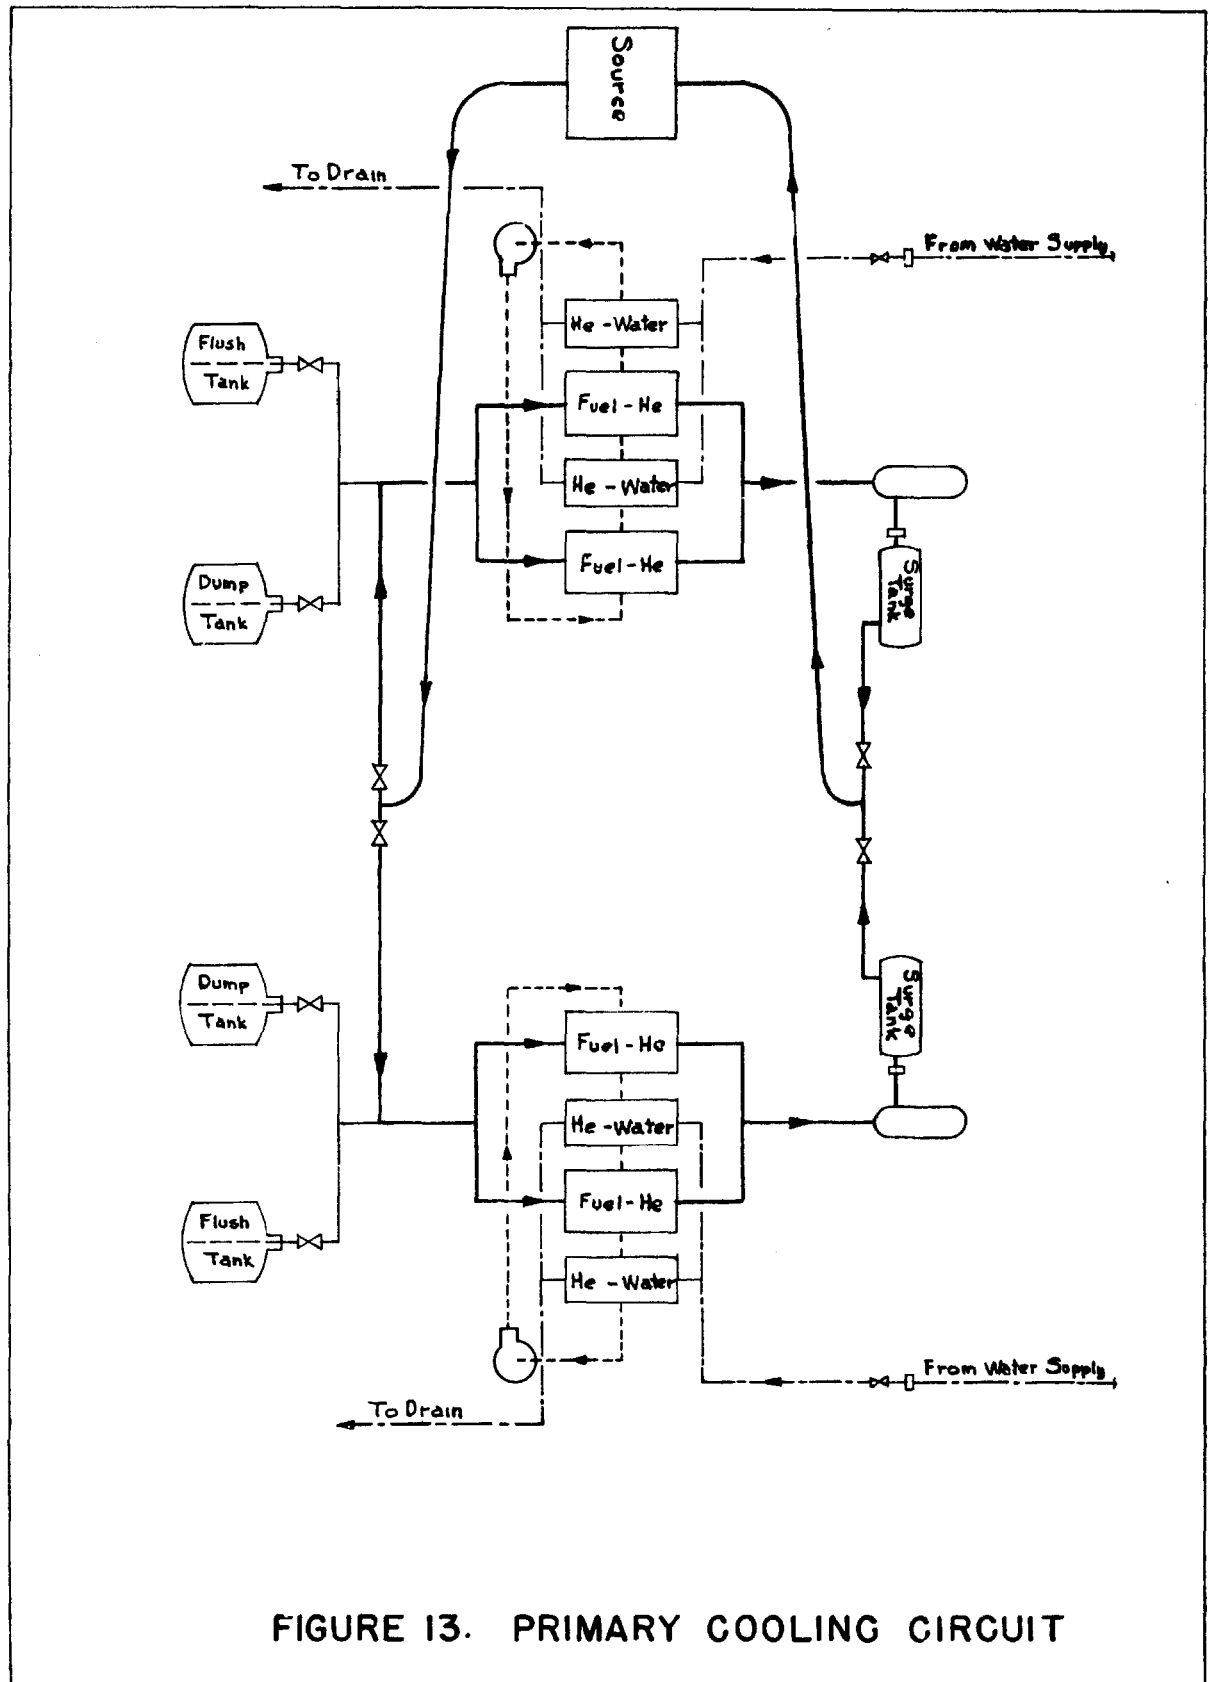 Source
To Drain
From Water Supply
He-Water
Flush
Tank
Fuel-He
He-Water
Fuel-He
Dump
Tank
Surge
Tank
Dump
Tank
Surge
Tank
Fuel-He
He-Water
Fuel-He
Flush
Tank
He-Water
From Water Supply
To Drain
FIGURE 13. PRIMARY COOLING CIRCUIT